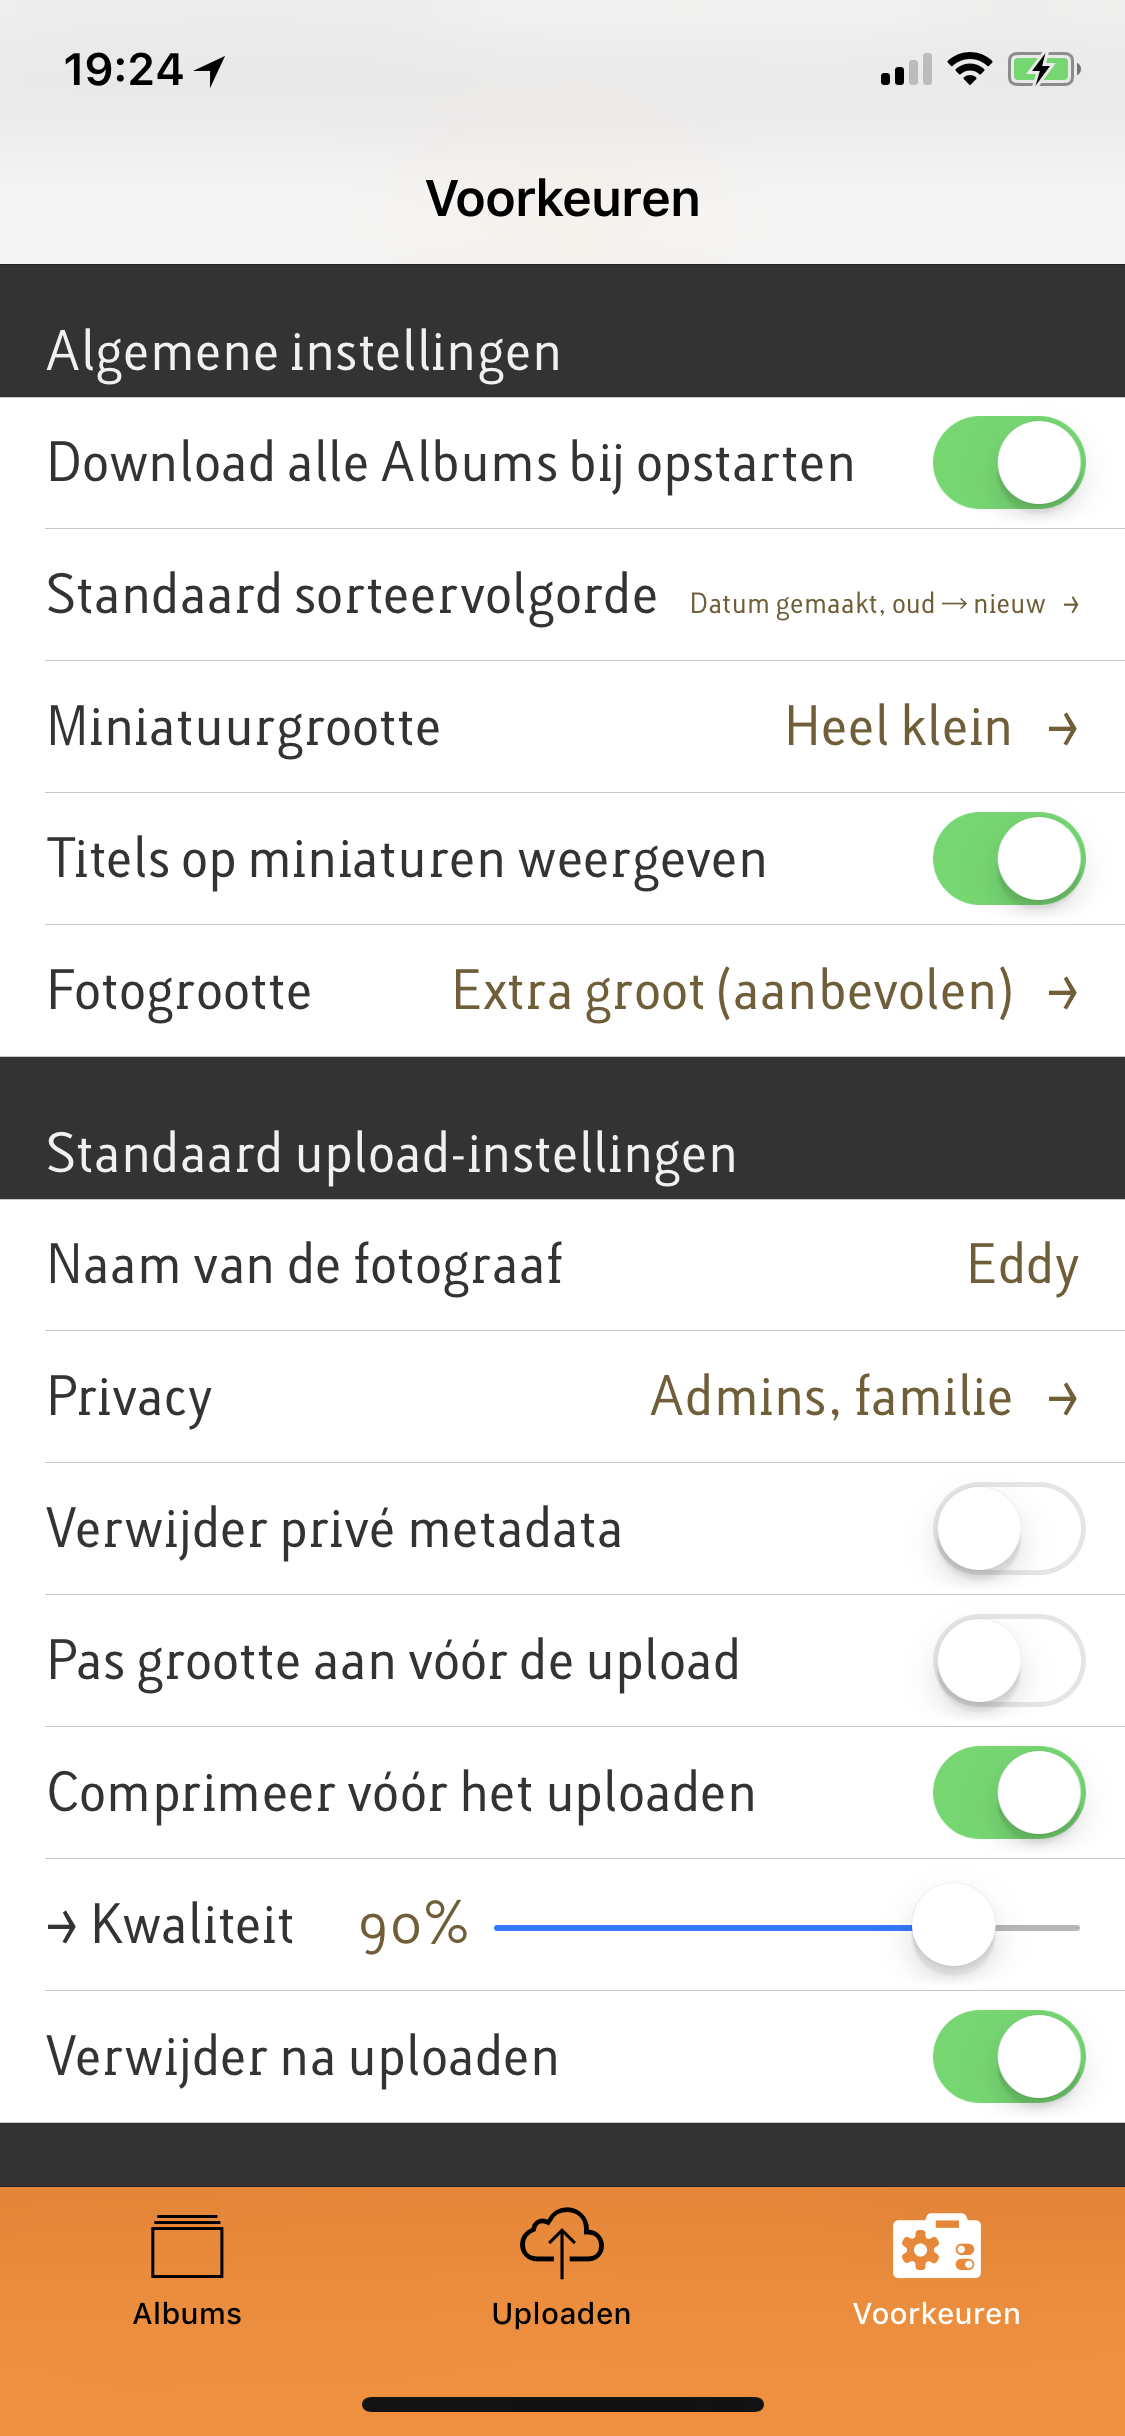 19:24
Voorkeuren
Algemene instellingen
Download alle Albums bij opstarten
Standaard sorteervolgorde Datum gemaakt, oud → nieuw →
Miniatuurgrootte Heel klein →
Titels op miniaturen weergeven
Fotogrootte Extra groot (aanbevolen) →
Standaard upload-instellingen
Naam van de fotograaf Eddy
Privacy Admins, familie →
Verwijder privé metadata
Pas grootte aan vóór de upload
Comprimeer vóór het uploaden
→ Kwaliteit 90%
Verwijder na uploaden
Albums Uploaden Voorkeuren